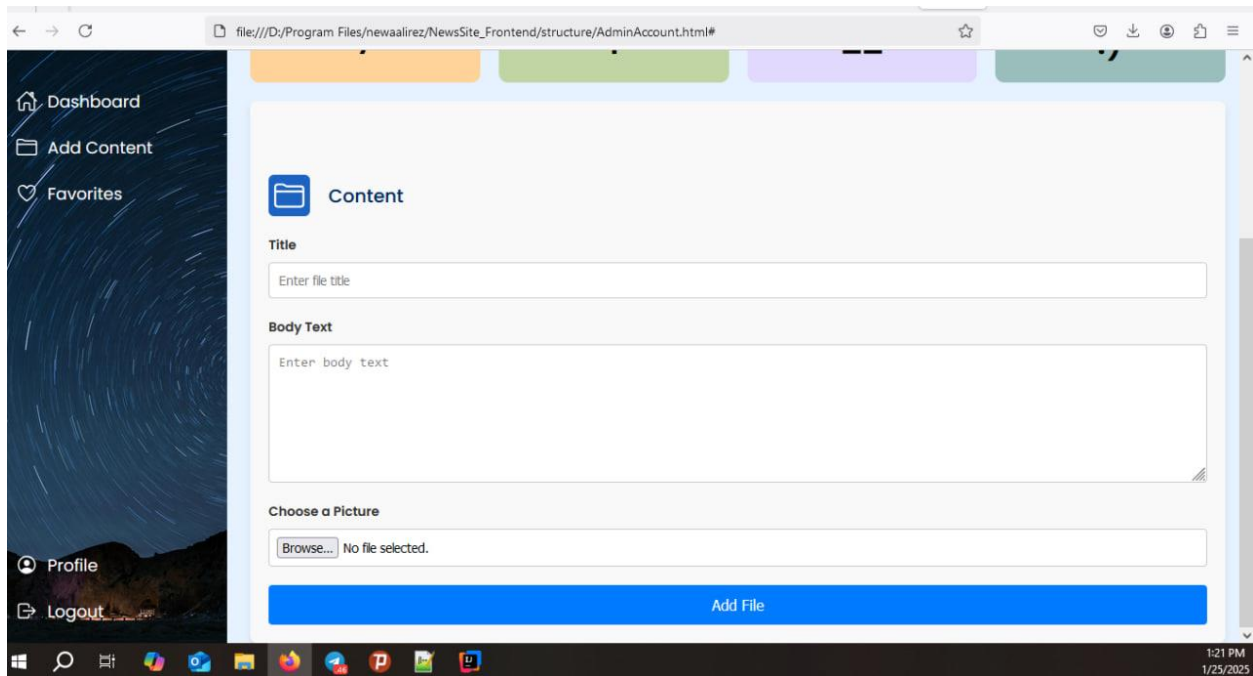 file:///D:/Program Files/newaalirez/NewsSite_Frontend/structure/AdminAccount.html#
Dashboard
Add Content
Favorites
Content
Title
Enter file title
Body Text
Enter body text
Choose a Picture
Browse... No file selected.
Add File
Profile
Logout
1:21 PM
1/25/2025